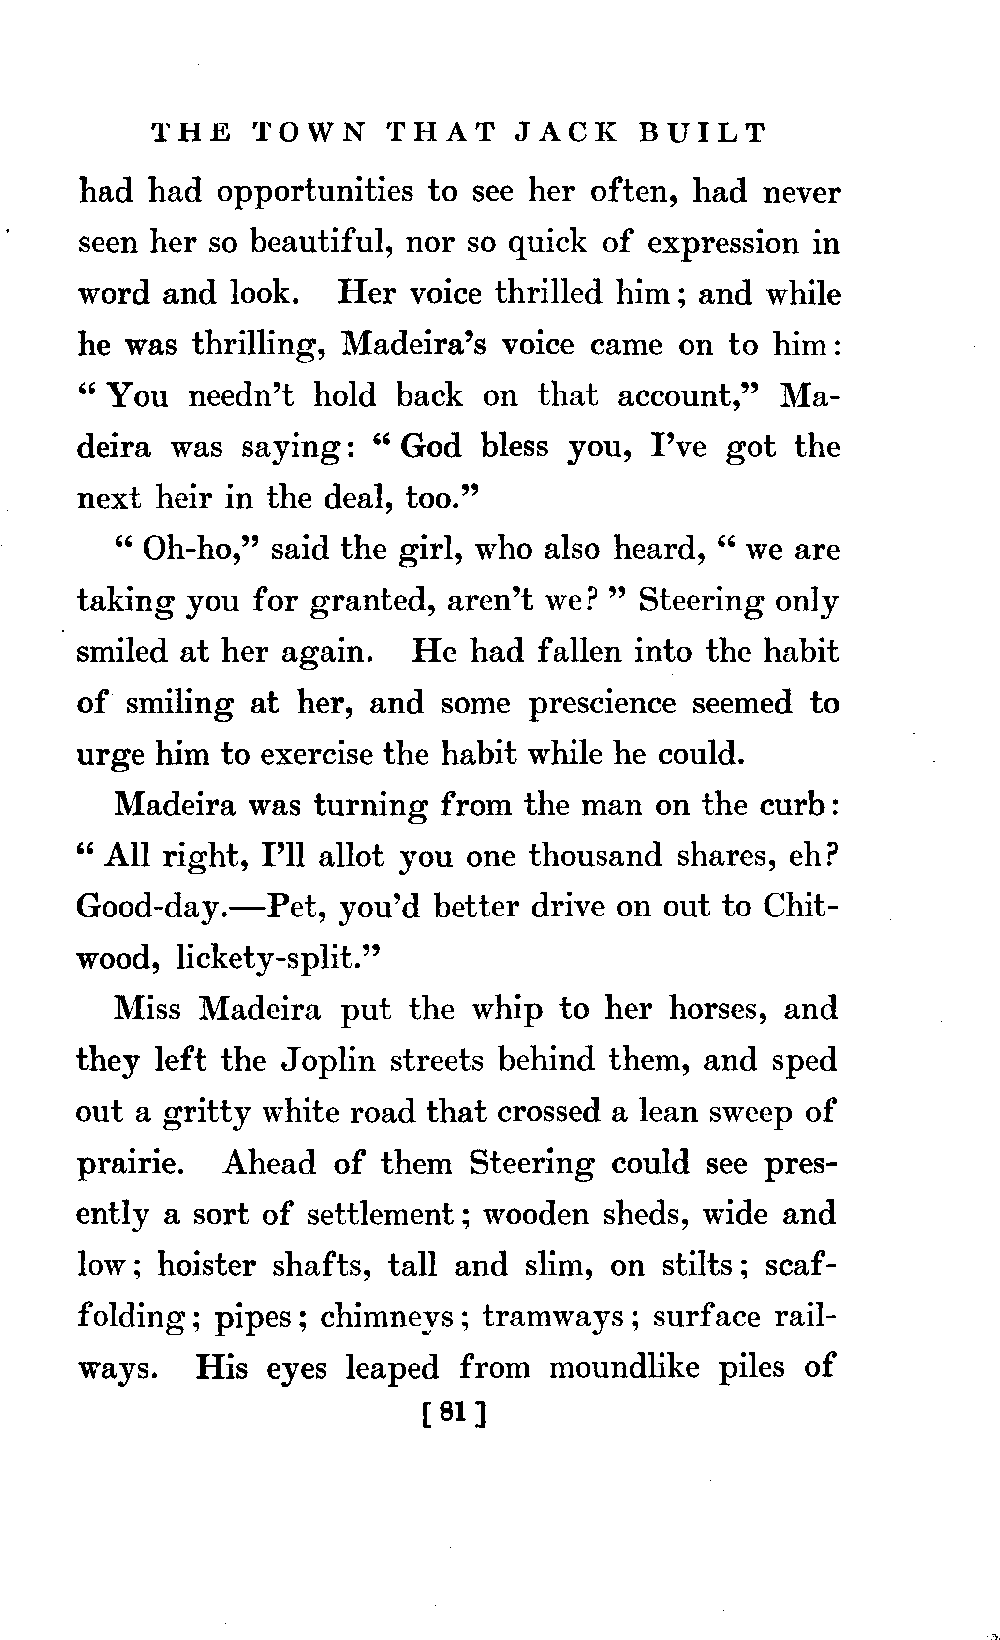 THE TOWN THAT JACK BUILT
had had opportunities to see her often, had never
seen her so beautiful, nor so quick of expression in
word and look. Her voice thrilled him; and while
he was thrilling, Madeira's voice came on to him:
“ You needn't hold back on that account,” Ma-
deira was saying: “ God bless you, I've got the
next heir in the deal, too.”
“ Oh-ho,” said the girl, who also heard, “ we are
taking you for granted, aren't we? ” Steering only
smiled at her again. He had fallen into the habit
of smiling at her, and some prescience seemed to
urge him to exercise the habit while he could.
Madeira was turning from the man on the curb:
“ All right, I'll allot you one thousand shares, eh?
Good-day.—Pet, you'd better drive on out to Chit-
wood, lickety-split.”
Miss Madeira put the whip to her horses, and
they left the Joplin streets behind them, and sped
out a gritty white road that crossed a lean sweep of
prairie. Ahead of them Steering could see pres-
ently a sort of settlement; wooden sheds, wide and
low; hoister shafts, tall and slim, on stilts; scaf-
folding; pipes; chimneys; tramways; surface rail-
ways. His eyes leaped from moundlike piles of
[ 81 ]